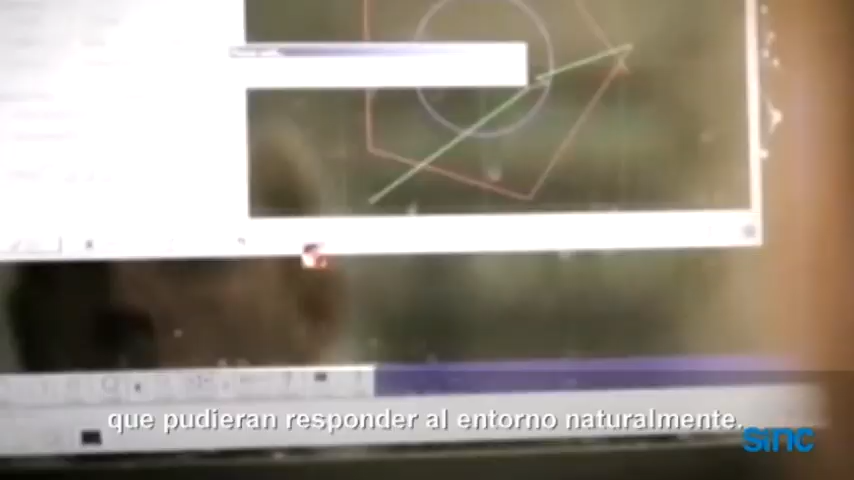 que pudieran responder al entorno naturalmente.
sinc